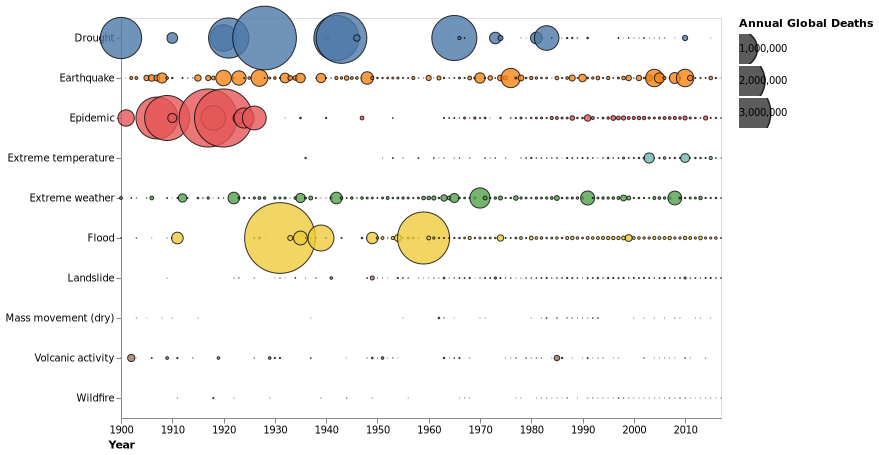 Annual Global Deaths
1,000,000
2,000,000
3,000,000
Drought
Earthquake
Epidemic
Extreme temperature
Extreme weather
Flood
Landslide
Mass movement (dry)
Volcanic activity
Wildfire
1900 1910 1920 1930 1940 1950 1960 1970 1980 1990 2000 2010
Year